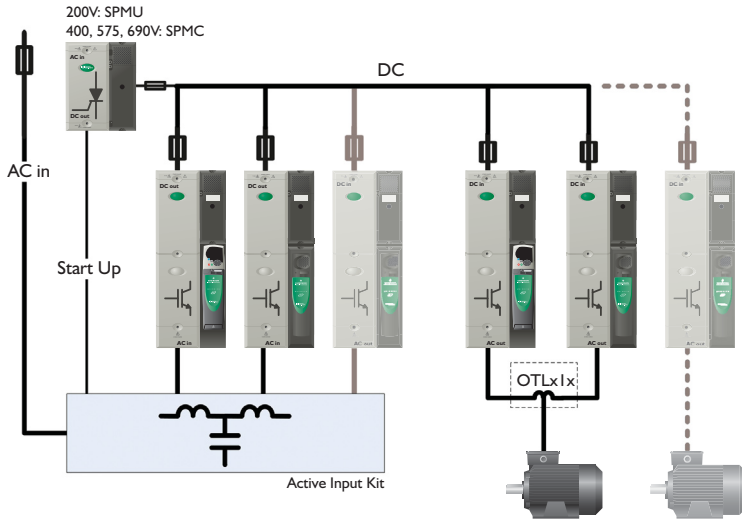 200V: SPMU
400, 575, 690V: SPMC
AC in
DC out
DC
AC in
Start Up
DC out
DC out
DC in
DC in
DC in
DC in
AC in
AC in
AC out
AC out
AC out
AC out
OTLx1x
Active Input Kit